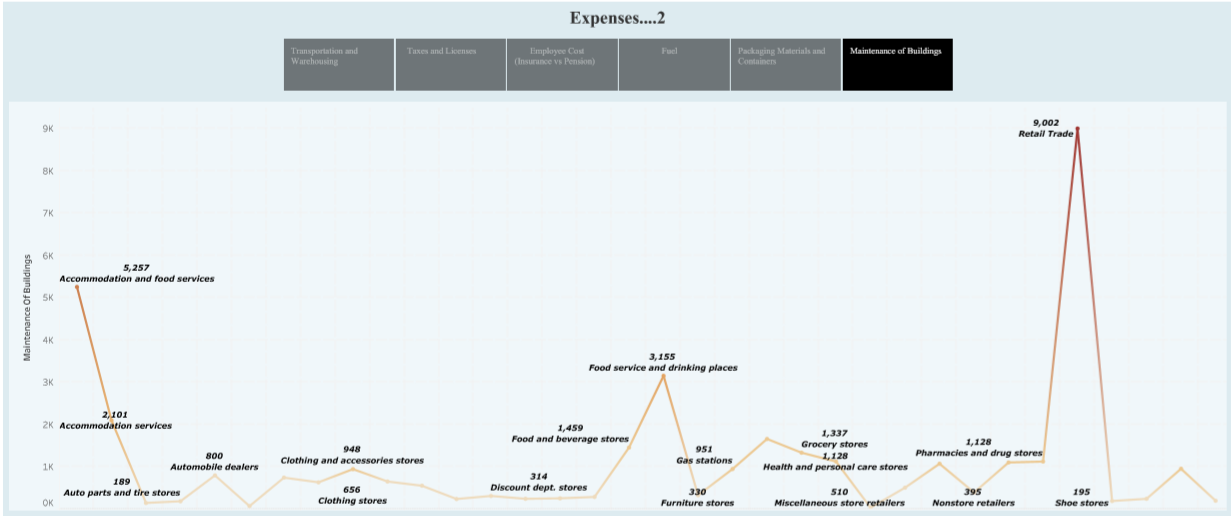 Expenses....2
Transportation and
Warehousing
Taxes and Licenses
Employee Cost
(Insurance vs Pension)
Fuel
Packaging Materials and
Containers
Maintenance of Buildings
Maintenance Of Buildings
9K
8K
7K
6K
5K
4K
3K
2K
1K
0K
5,257
Accommodation and food services
2,101
Accommodation services
189
Auto parts and tire stores
800
Automobile dealers
948
Clothing and accessories stores
656
Clothing stores
314
Discount dept. stores
1,459
Food and beverage stores
3,155
Food service and drinking places
951
Gas stations
330
Furniture stores
1,337
Grocery stores
1,128
Health and personal care stores
510
Miscellaneous store retailers
1,128
Pharmacies and drug stores
395
Nonstore retailers
9,002
Retail Trade
195
Shoe stores